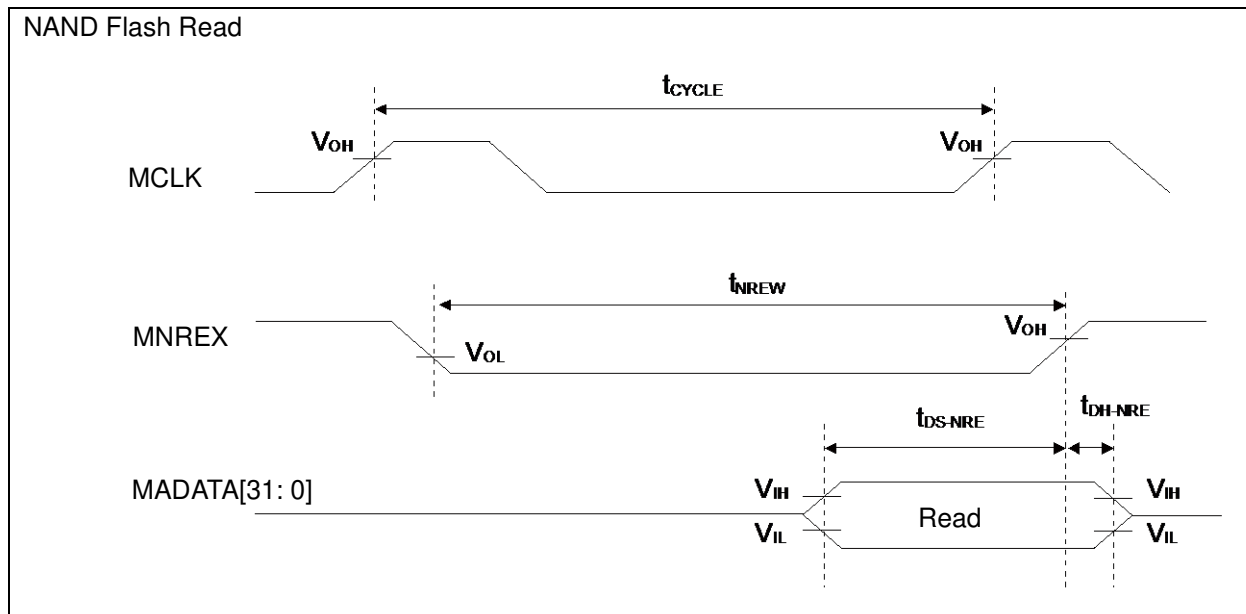 NAND Flash Read
tCYCLE
VOH
VOH
MCLK
tNREW
MNREX
VOH
VOL
tDS-NRE
tDH-NRE
MADATA[31: 0]
VIH
VIH
Read
VIL
VIL